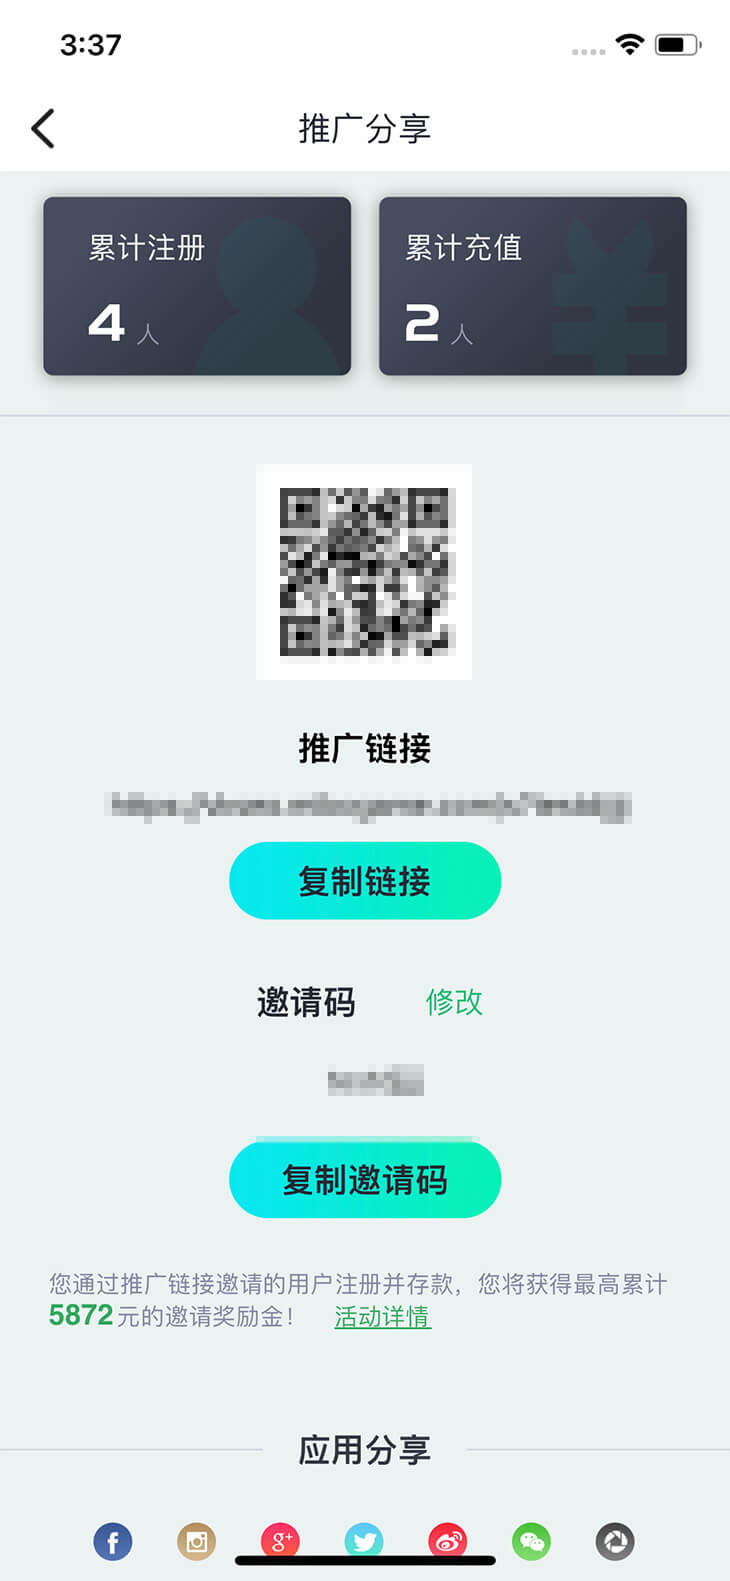 3:37
推广分享
累计注册
累计充值
4 人
2 人
推广链接
复制链接
邀请码 修改
复制邀请码
您通过推广链接邀请的用户注册并存款，您将获得最高累计
5872元的邀请奖励金！ 活动详情
应用分享